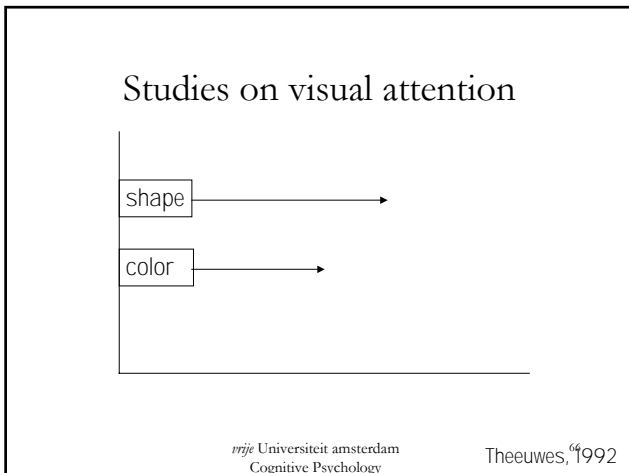 Studies on visual attention
shape
color
vrije Universiteit amsterdam
Cognitive Psychology
Theeuwes, 1992